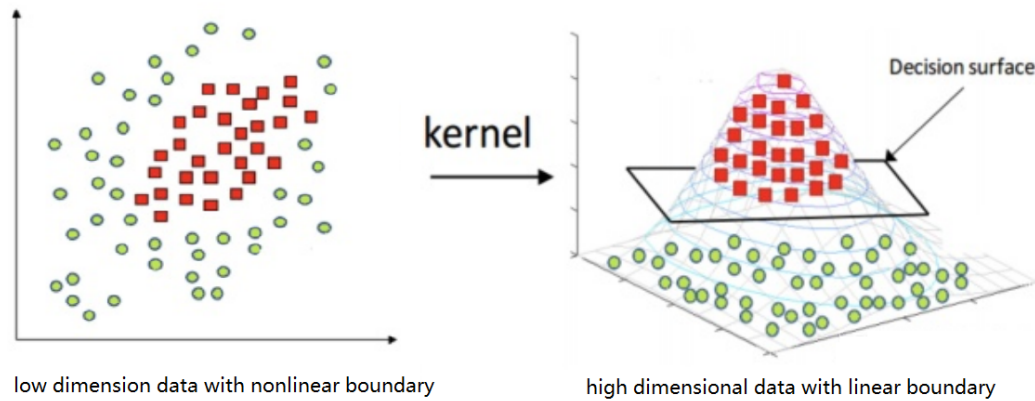 kernel
Decision surface
low dimension data with nonlinear boundary
high dimensional data with linear boundary